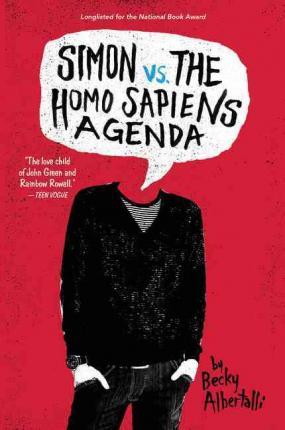 Longlisted for the National Book Award
SIMON VS. THE
HOMO SAPIENS
AGENDA
"The love child
of John Green and
Rainbow Rowell."
— TEEN VOGUE
by
Becky
Albertalli